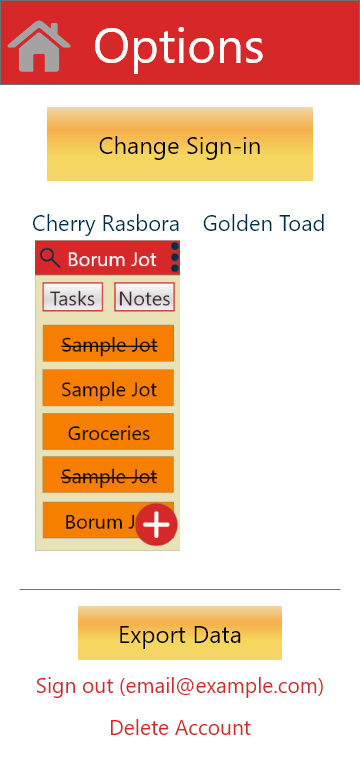 Options
Change Sign-in
Cherry Rasbora Golden Toad
Borum Jot
Tasks Notes
Sample Jot
Sample Jot
Groceries
Sample Jot
Borum J
Export Data
Sign out (email@example.com)
Delete Account